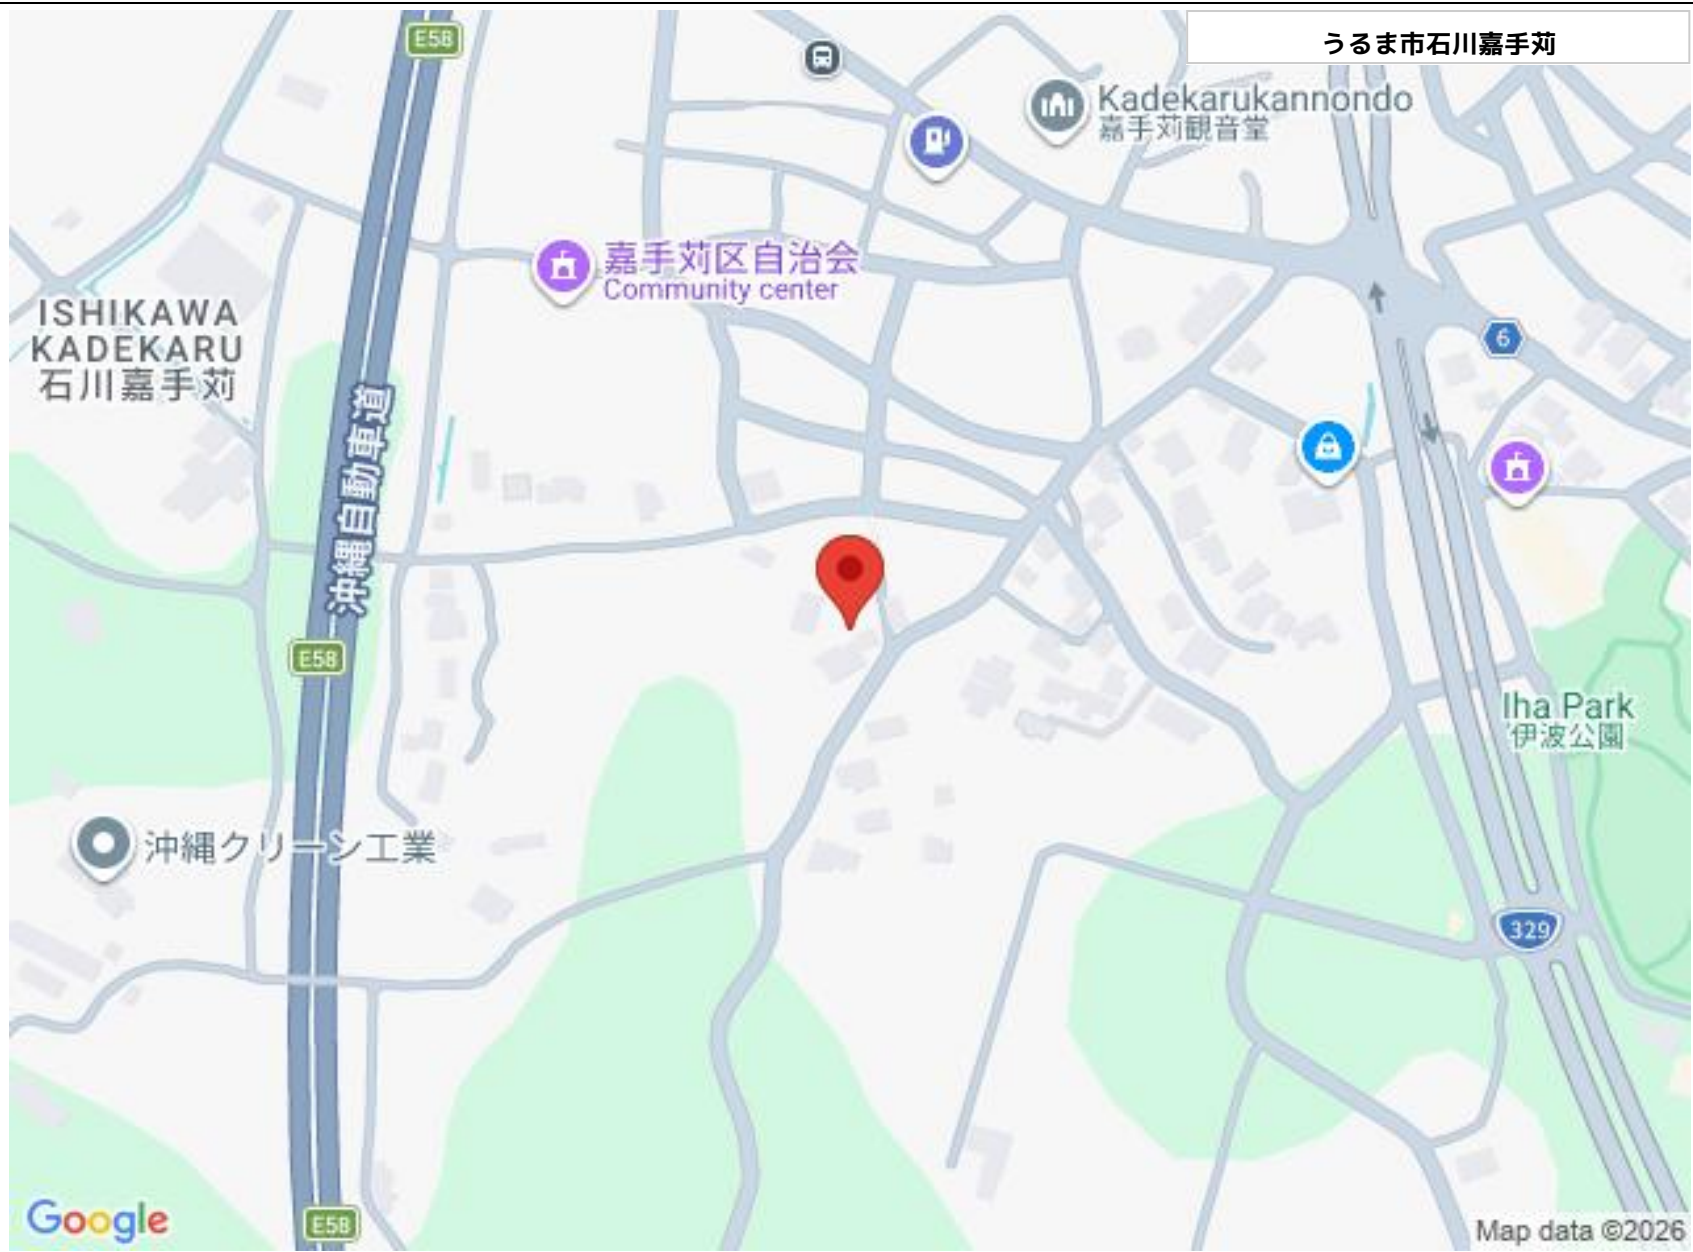 うるま市石川嘉手苅
E58
Kadekarukannondo
嘉手苅観音堂
嘉手苅区自治会
Community center
ISHIKAWA
KADEKARU
石川嘉手苅
6
沖縄自動車道
E58
Iha Park
伊波公園
沖縄クリーン工業
329
Google
E58
Map data ©2026